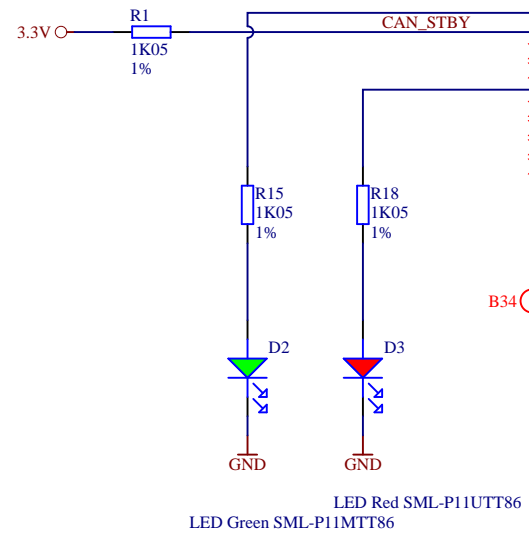 R1
CAN_STBY
3.3V
1K05
1%
R15
1K05
1%
R18
1K05
1%
B34
D2
D3
GND
GND
LED Red SML-P11UTT86
LED Green SML-P11MTT86